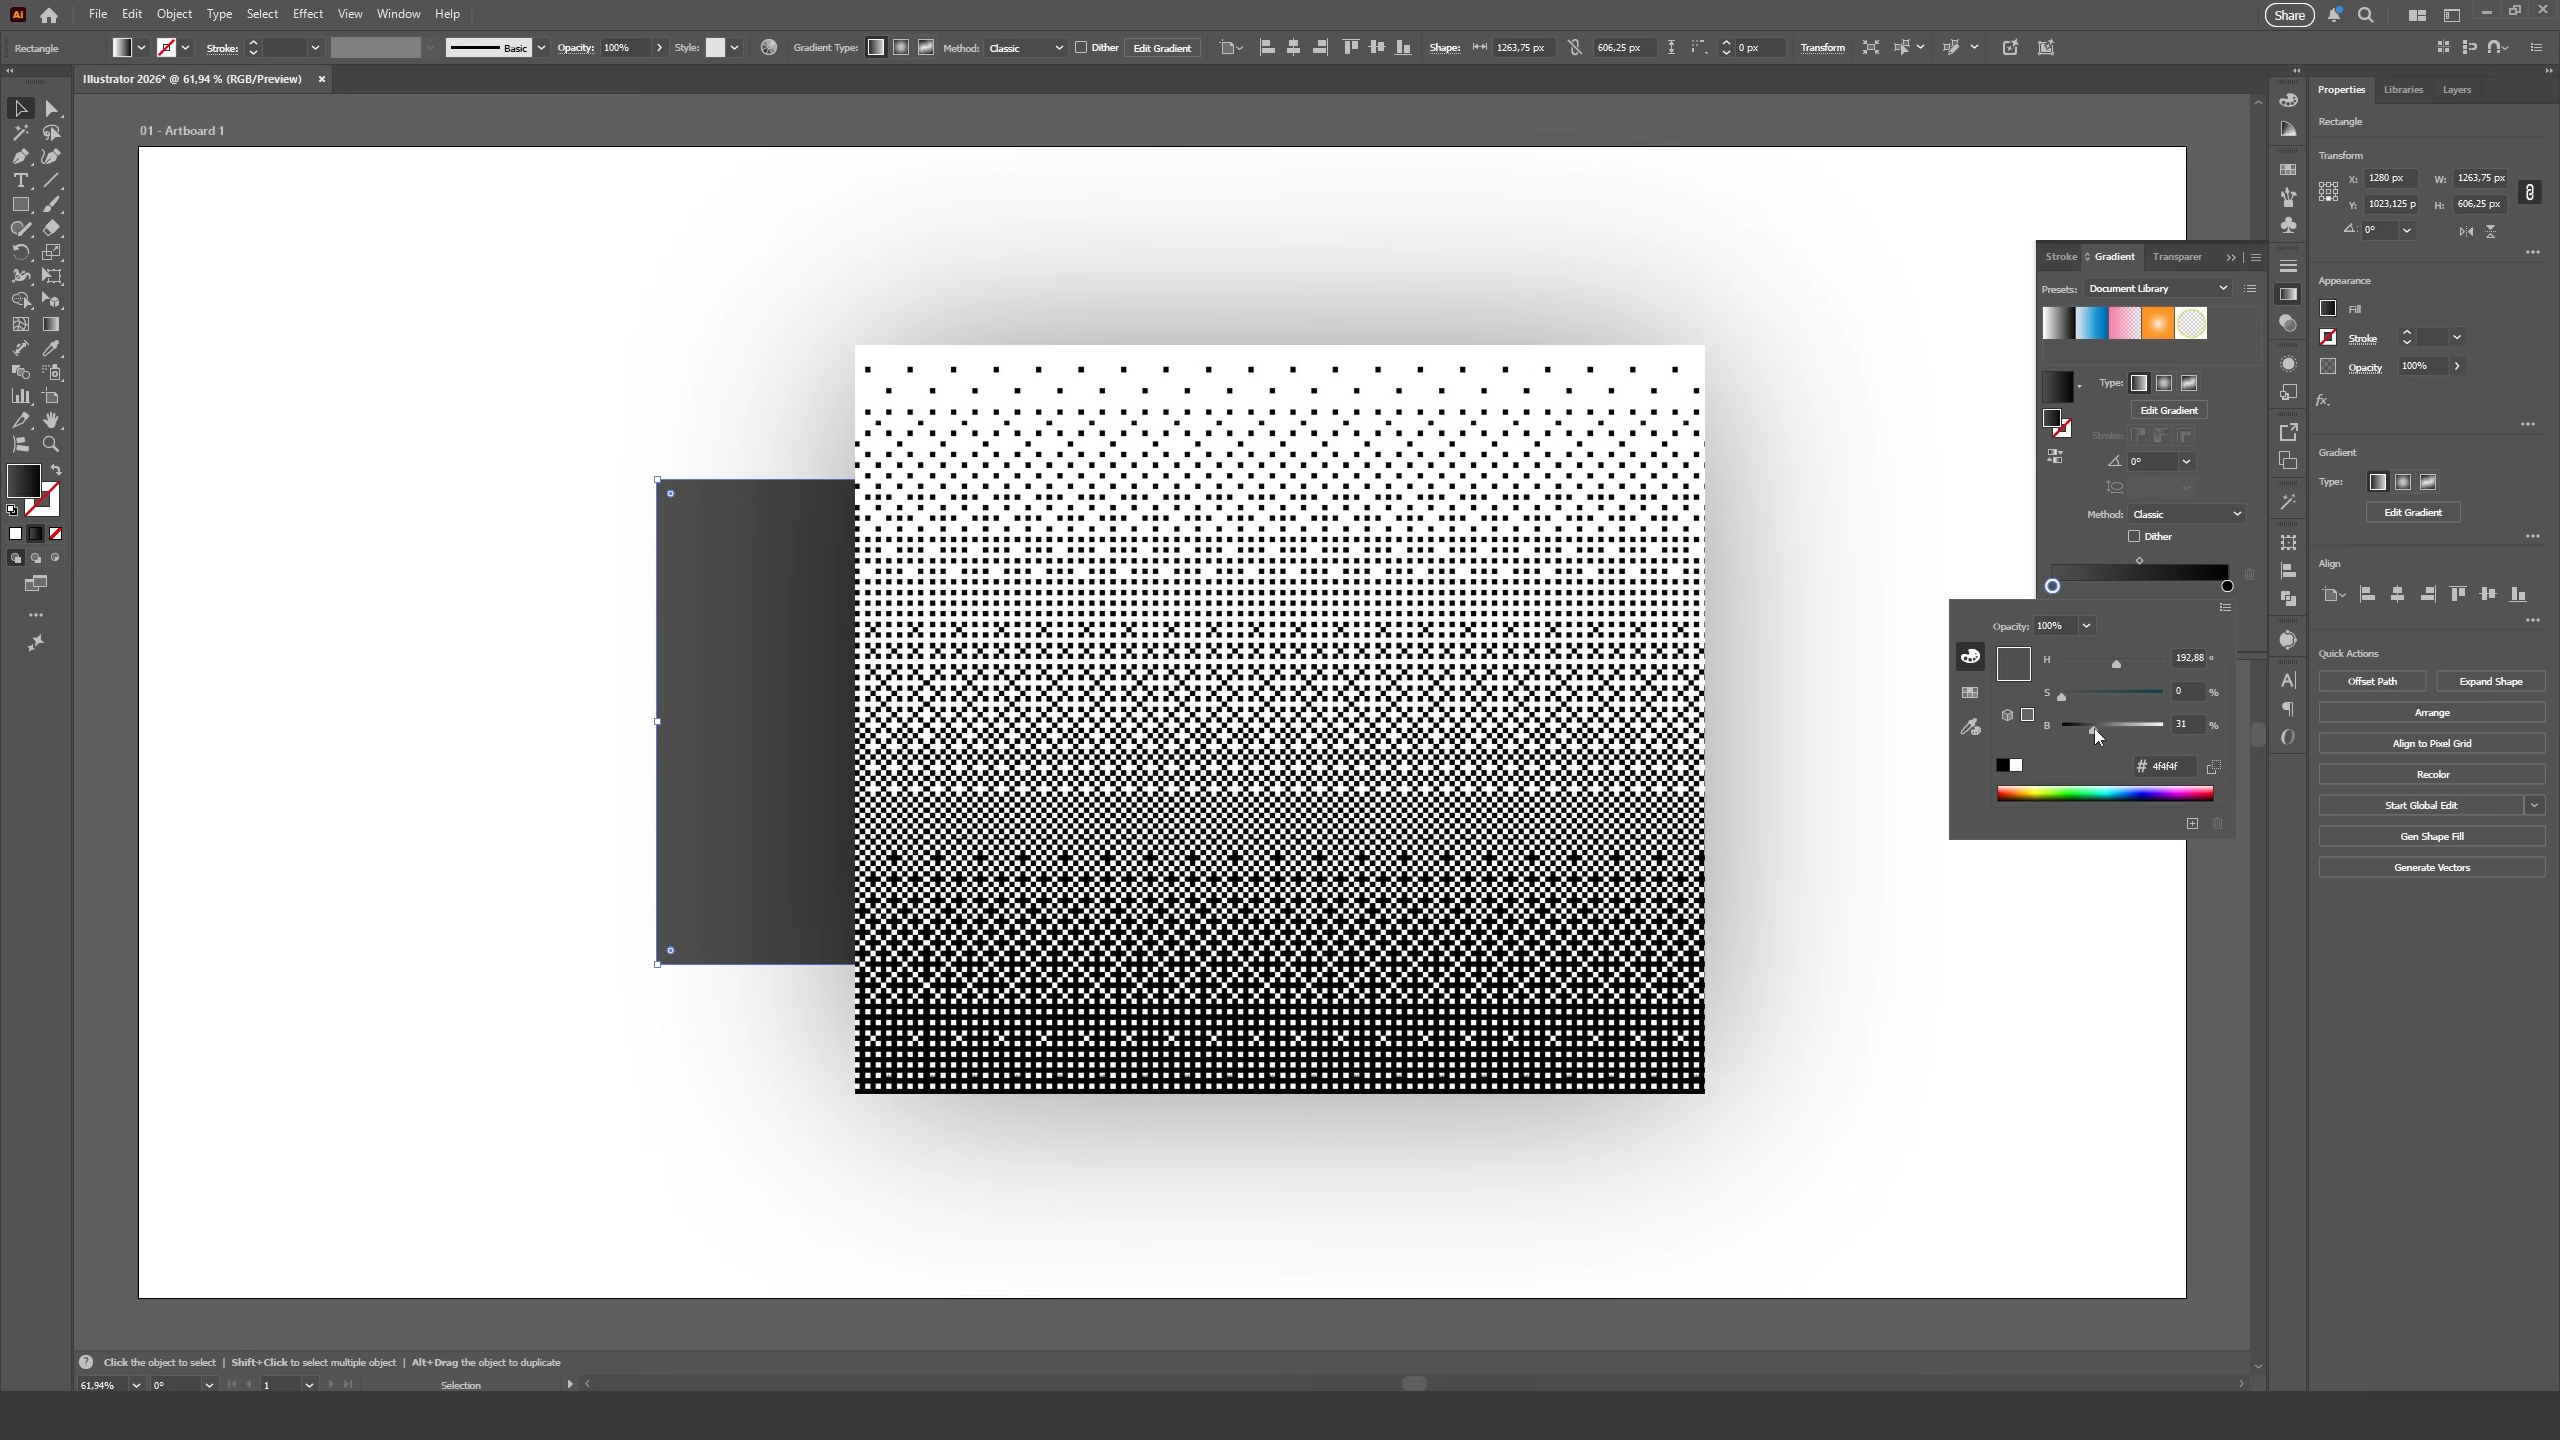 Ai File Edit Object Type Select Effect View Window Help Share
Rectangle Stroke: Basic Opacity: 100% Style: Gradient Type: Method: Classic Dither Edit Gradient Shape: 1263,75 px 606,25 px 0 px Transform
Illustrator 2026* @ 61,94 % (RGB/Preview) ×
Properties Libraries Layers
Rectangle
01 - Artboard 1
Transform
X: 1280 px W: 1263,75 px
Y: 1023,125 p H: 606,25 px
0°
Stroke Gradient Transparer
Appearance
Presets: Document Library
Fill
Stroke
Opacity 100%
Type:
fx.
Edit Gradient
Stroke:
Gradient
0°
Type:
Edit Gradient
Method: Classic
Dither
Align
Opacity: 100%
H 192,88 °
S 0 %
B 31 %
# 4f4f4f
Quick Actions
Offset Path Expand Shape
Arrange
Align to Pixel Grid
Recolor
Start Global Edit
Gen Shape Fill
Generate Vectors
? Click the object to select | Shift+Click to select multiple object | Alt+Drag the object to duplicate
61,94% 0° 1 Selection